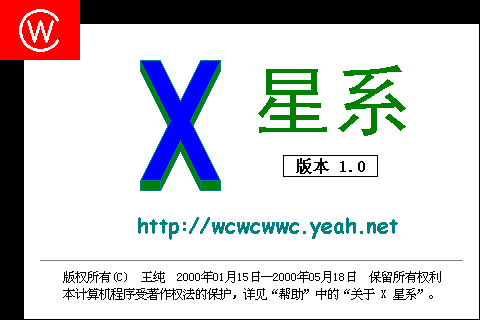 WC
X 星系
版本 1.0
http://wcwcwwc.yeah.net
版权所有(C) 王纯 2000年01月15日—2000年05月18日 保留所有权利
本计算机程序受著作权法的保护，详见“帮助”中的“关于 X 星系”。